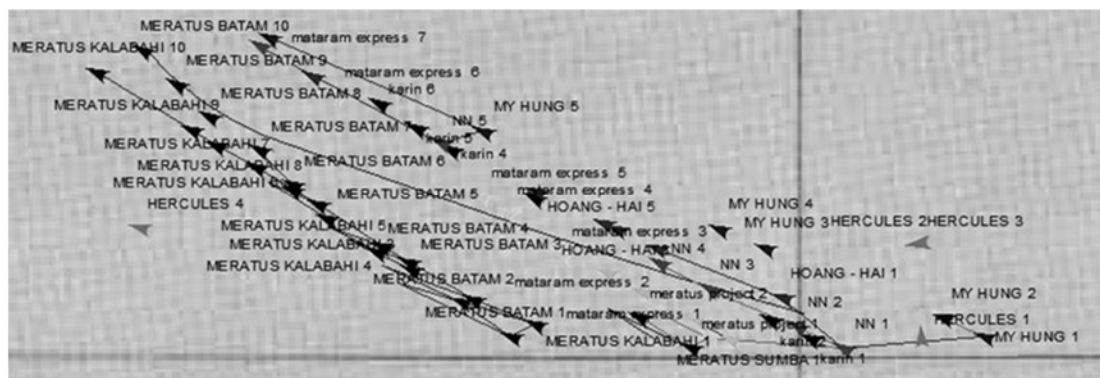 MERATUS BATAM 10
mataram express 7
MERATUS KALABAHI 10
MERATUS BATAM 9
mataram express 6
MERATUS BATAM 8
karin 6
MERATUS KALABAHI 9
MY HUNG 5
NN 5
MERATUS BATAM 7
karin 5
MERATUS KALABAHI 7
karin 4
MERATUS KALABAHI 8
MERATUS BATAM 6
mataram express 5
MERATUS KALABAHI 6
mataram express 4
MERATUS BATAM 5
HERCULES 4
HOANG - HAI 5
MY HUNG 4
MERATUS KALABAHI 5
MERATUS BATAM 4
mataram express 3
MY HUNG 3
HERCULES 2
HERCULES 3
MERATUS BATAM 3
HOANG - HAI
NN 4
MERATUS KALABAHI 4
NN 3
HOANG - HAI 1
MERATUS BATAM 2
mataram express 2
meratus project 2
NN 2
MY HUNG 2
MERATUS BATAM 1
mataram express 1
meratus project 1
NN 1
HERCULES 1
MERATUS KALABAHI 1
MY HUNG 1
MERATUS SUMBA 1
karin 1